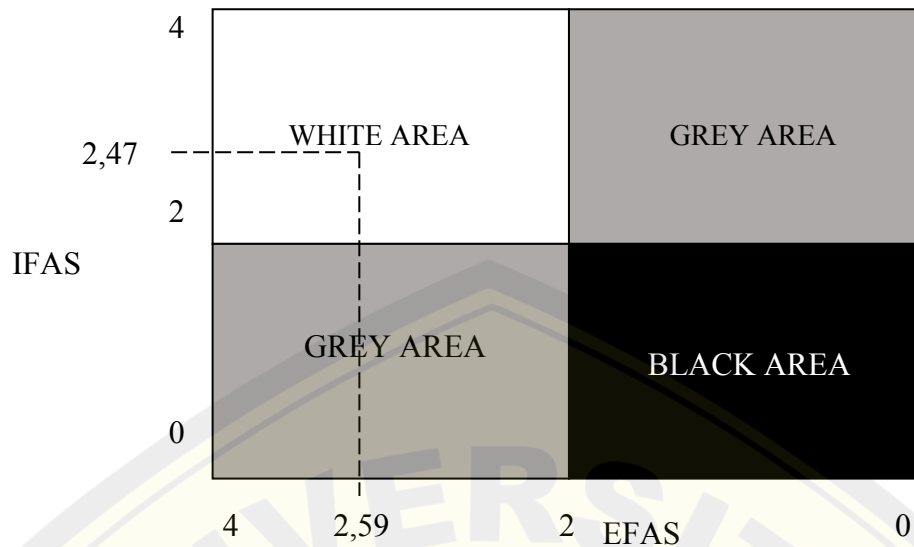 4
WHITE AREA
GREY AREA
2,47
2
IFAS
GREY AREA
BLACK AREA
0
4
2,59
2
EFAS
0